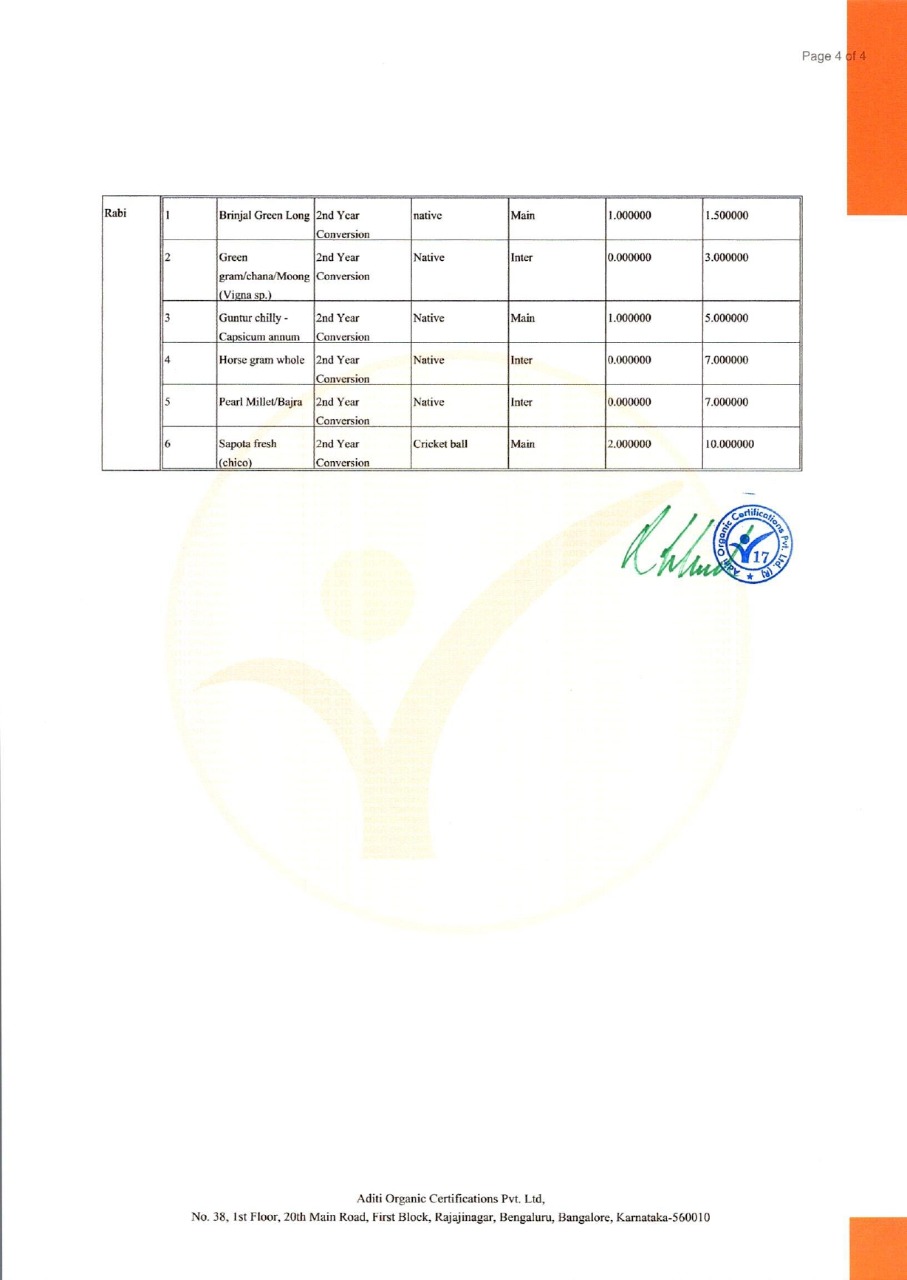 Page 4 of 4
Rabi 1 Brinjal Green Long 2nd Year native Main 1.000000 1.500000
Conversion
2 Green 2nd Year Native Inter 0.000000 3.000000
gram/chana/Moong Conversion
(Vigna sp.)
3 Guntur chilly - 2nd Year Native Main 1.000000 5.000000
Capsicum annum Conversion
4 Horse gram whole 2nd Year Native Inter 0.000000 7.000000
Conversion
5 Pearl Millet/Bajra 2nd Year Native Inter 0.000000 7.000000
Conversion
6 Sapota fresh 2nd Year Cricket ball Main 2.000000 10.000000
(chico) Conversion
Aditi Organic Certifications Pvt. Ltd. (R)
17
Aditi Organic Certifications Pvt. Ltd,
No. 38, 1st Floor, 20th Main Road, First Block, Rajajinagar, Bengaluru, Bangalore, Karnataka-560010